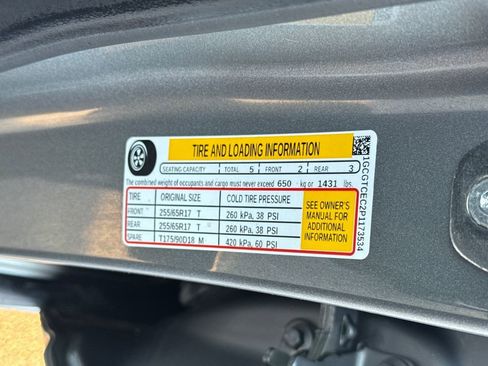 TIRE AND LOADING INFORMATION
SEATING CAPACITY TOTAL 5 FRONT 2 REAR 3
The combined weight of occupants and cargo must never exceed 650 kg or 1431 lbs.
TIRE ORIGINAL SIZE COLD TIRE PRESSURE
FRONT 255/65R17 T 260 kPa, 38 PSI
REAR 255/65R17 T 260 kPa, 38 PSI
SPARE T175/90D18 M 420 kPa, 60 PSI
SEE OWNER'S
MANUAL FOR
ADDITIONAL
INFORMATION
1GCGTCEC2P1173534